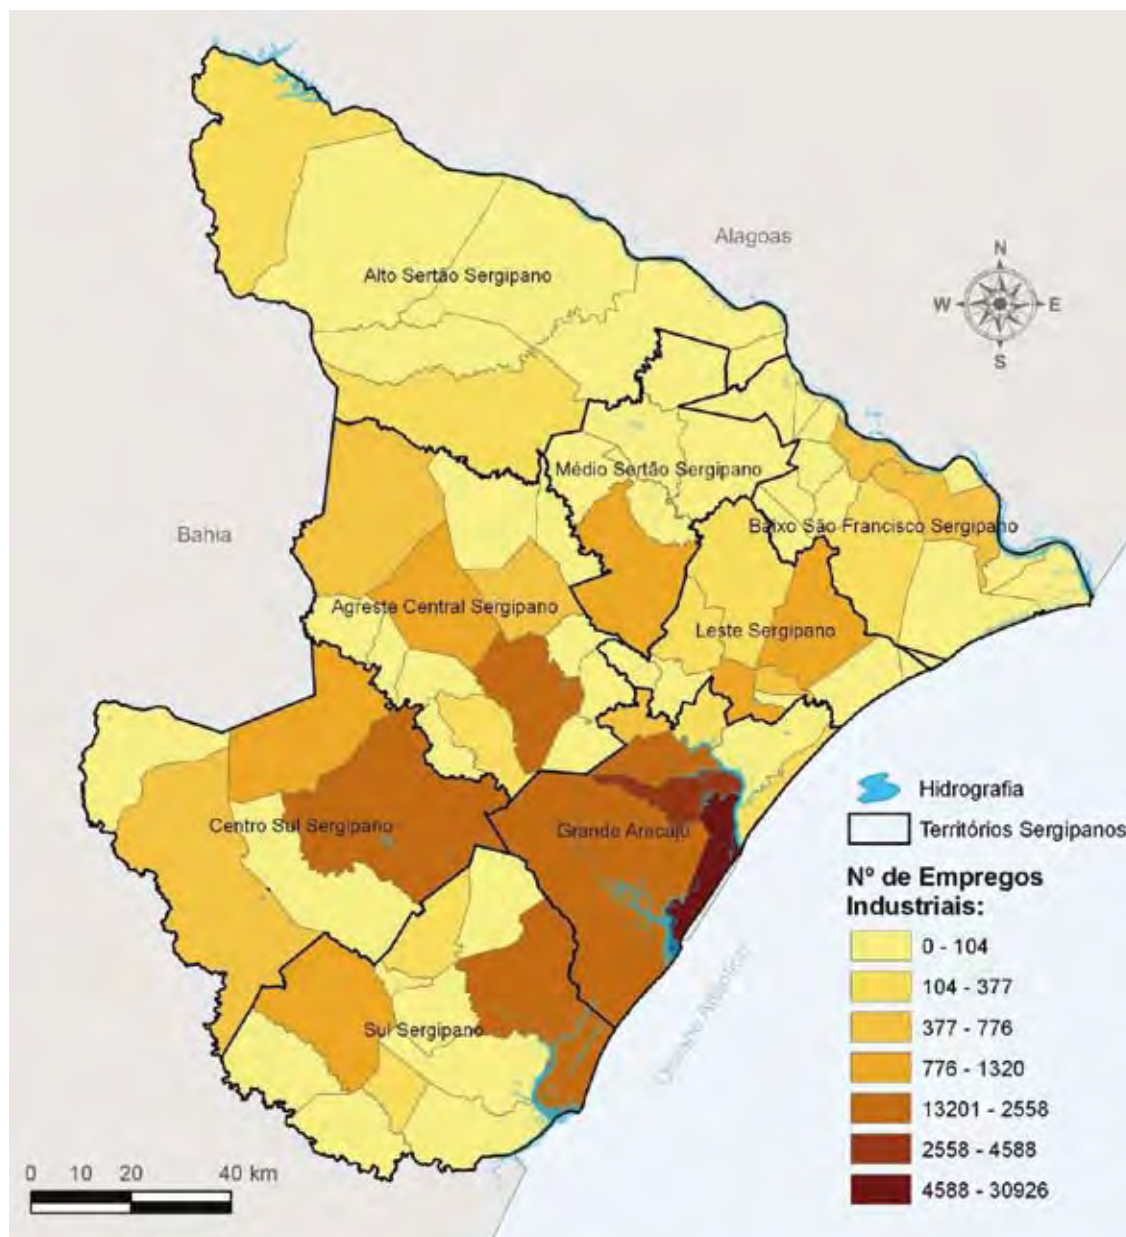 Alagoas
N
W
E
S
Alto Sertão Sergipano
Médio Sertão Sergipano
Bahia
Baixo São Francisco Sergipano
Agreste Central Sergipano
Leste Sergipano
Hidrografia
Centro Sul Sergipano
Grande Aracaju
Territórios Sergipanos
Nº de Empregos
Industriais:
0 - 104
104 - 377
Sul Sergipano
377 - 776
Oceano Atlântico
776 - 1320
13201 - 2558
2558 - 4588
0 10 20 40 km
4588 - 30926